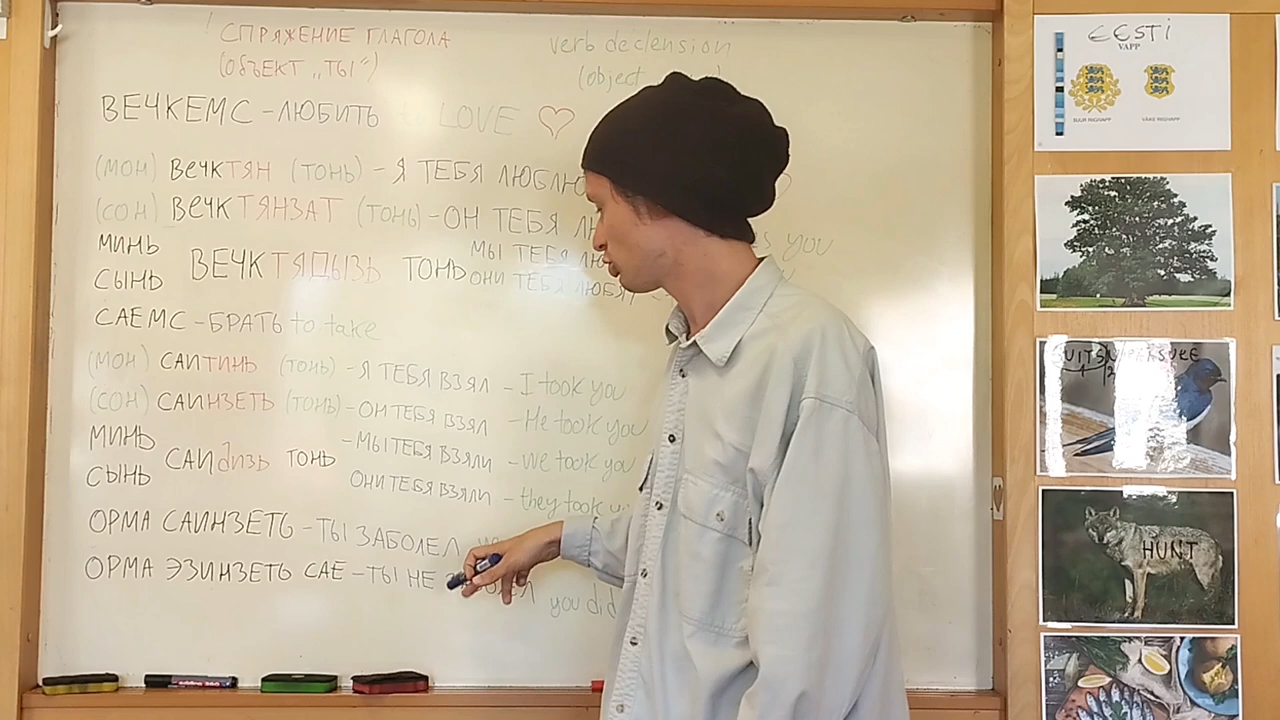 СПРЯЖЕНИЕ ГЛАГОЛА
(ОБЪЕКТ „ТЫ")
verb declension
(object
ВЕЧКЕМС - ЛЮБИТЬ LOVE
(МОН) ВЕЧКТЯН (ТОНЬ) - Я ТЕБЯ
(СОН) ВЕЧКТЯНЗАТ (ТОНЬ) - ОН ТЕБЯ
you
МИНЬ
СЫНЬ
ВЕЧКТЯДЫЗЬ ТОНЬ
МЫ ТЕБЯ
ОНИ ТЕБЯ ЛЮБЯТ
САЕМС - БРАТЬ to take
(МОН) САИТИНЬ (ТОНЬ) - Я ТЕБЯ ВЗЯЛ - I took you
(СОН) САИНЗЕТЬ (ТОНЬ) - ОН ТЕБЯ ВЗЯЛ - He took you
МИНЬ
СЫНЬ
САИДИЗЬ ТОНЬ
- МЫ ТЕБЯ ВЗЯЛИ - we took you
ОНИ ТЕБЯ ВЗЯЛИ - they took
ОРМА САИНЗЕТЬ - ТЫ ЗАБОЛЕЛ
ОРМА ЭЗИНЗЕТЬ САЕ - ТЫ НЕ
you did
EESTI
VAPP
SUUR RIIGIVAPP
VÄIKE RIIGIVAPP
HUNT